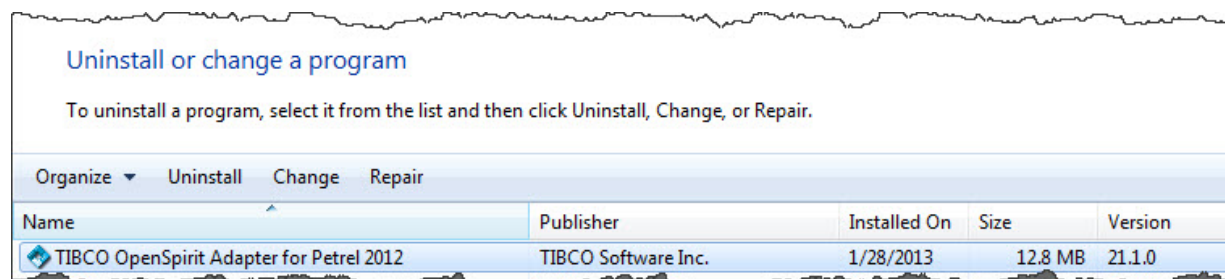 Uninstall or change a program
To uninstall a program, select it from the list and then click Uninstall, Change, or Repair.
Organize Uninstall Change Repair
Name Publisher Installed On Size Version
TIBCO OpenSpirit Adapter for Petrel 2012 TIBCO Software Inc. 1/28/2013 12.8 MB 21.1.0